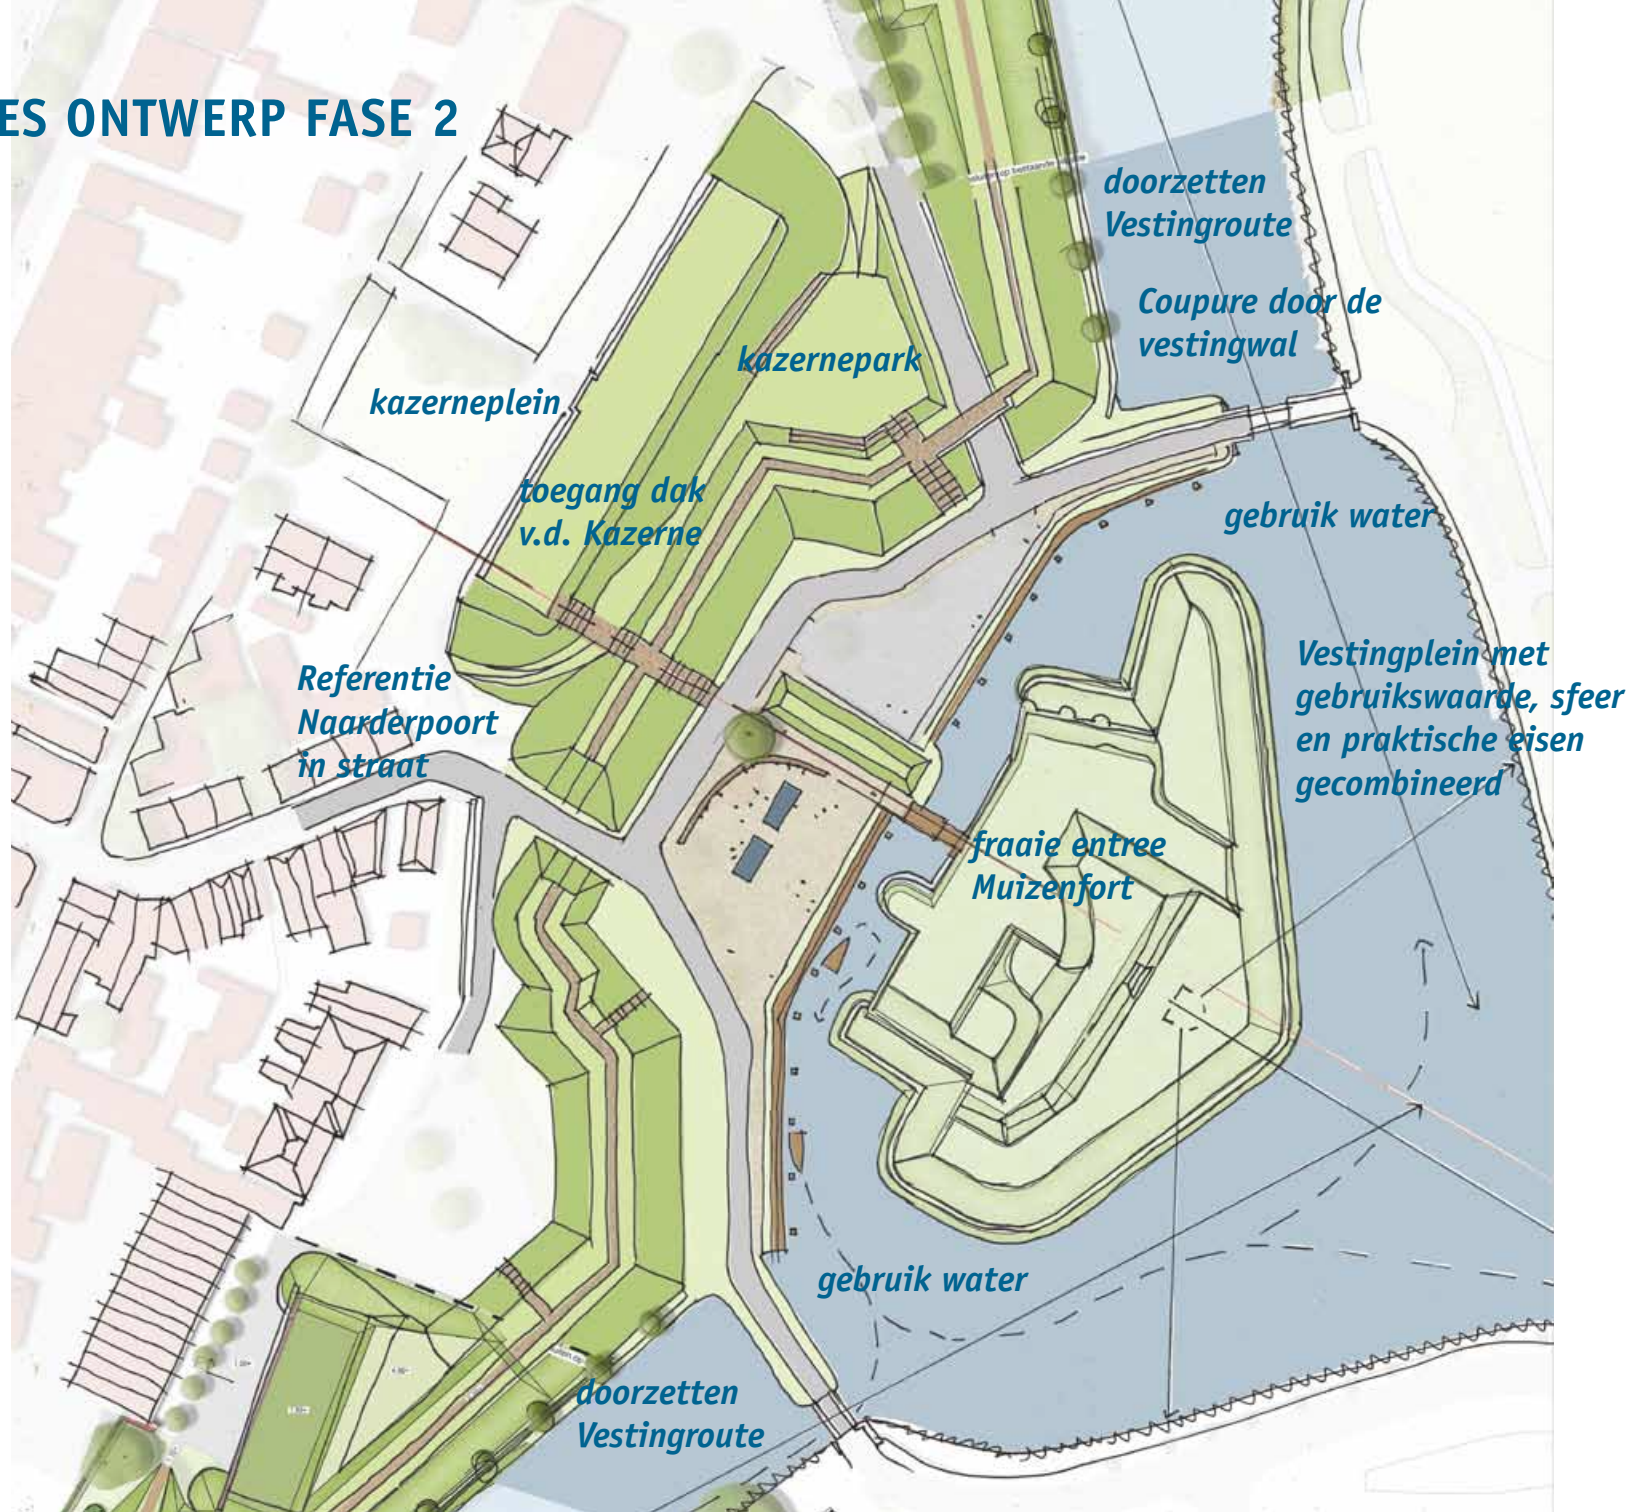 ES ONTWERP FASE 2
doorzetten
Vestingroute
Coupure door de
vestingwal
kazernepark
kazerneplein
toegang dak
v.d. Kazerne
gebruik water
Vestingplein met
gebruikswaarde, sfeer
en praktische eisen
gecombineerd
Referentie
Naarderpoort
in straat
fraaie entree
Muizenfort
gebruik water
doorzetten
Vestingroute